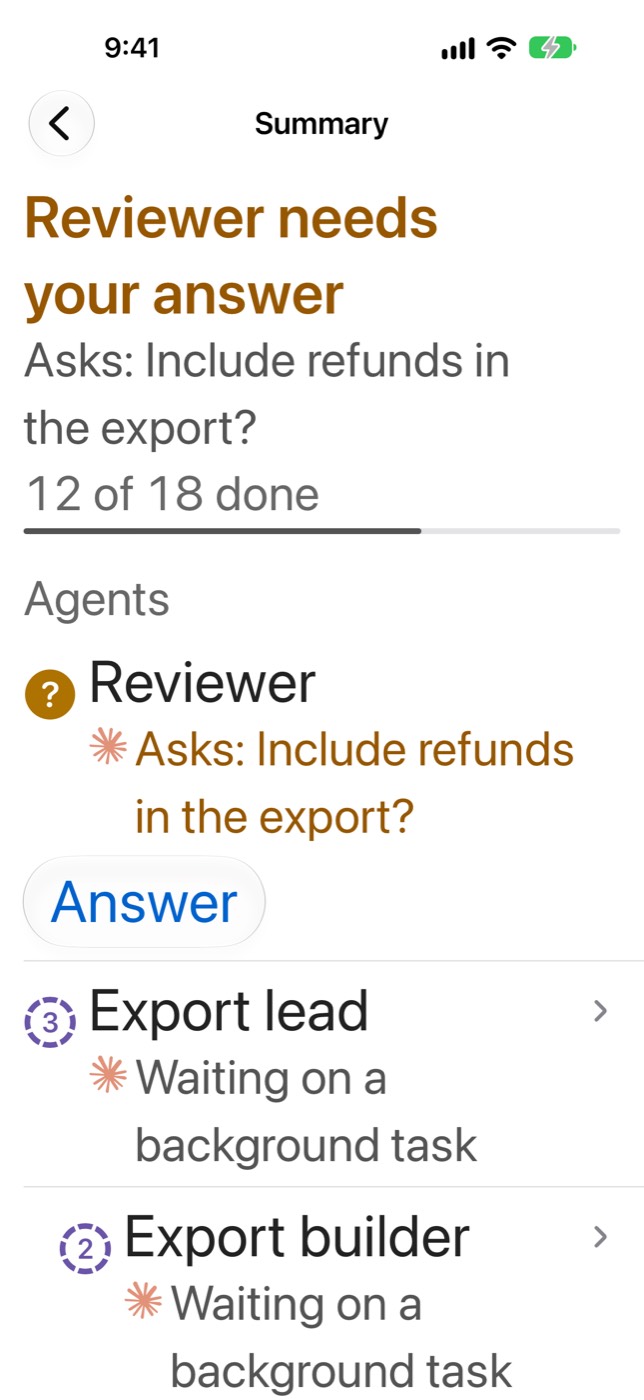 9:41
Summary
Reviewer needs
your answer
Asks: Include refunds in
the export?
12 of 18 done
Agents
?
Reviewer
Asks: Include refunds
in the export?
Answer
3
Export lead
Waiting on a
background task
2
Export builder
Waiting on a
background task